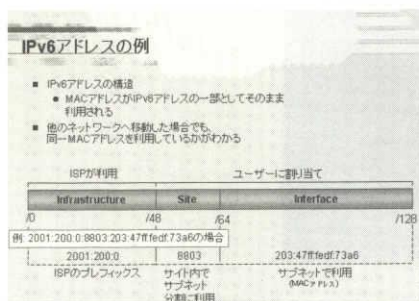 IPv6アドレスの例
■ IPv6アドレスの構造
● MACアドレスがIPv6アドレスの一部としてそのまま
利用される
■ 他のネットワークへ移動した場合でも、
同一MACアドレスを利用しているかがわかる
ISPが利用 ユーザーに割り当て
Infrastructure Site Interface
/0 /48 /64 /128
例: 2001:200:0:8803:203:47ff:fedf:73a6の場合
2001:200:0 8803 203:47ff:fedf:73a6
ISPのプレフィックス サイト内で サブネットで利用
サブネット (MACアドレス)
分割に利用